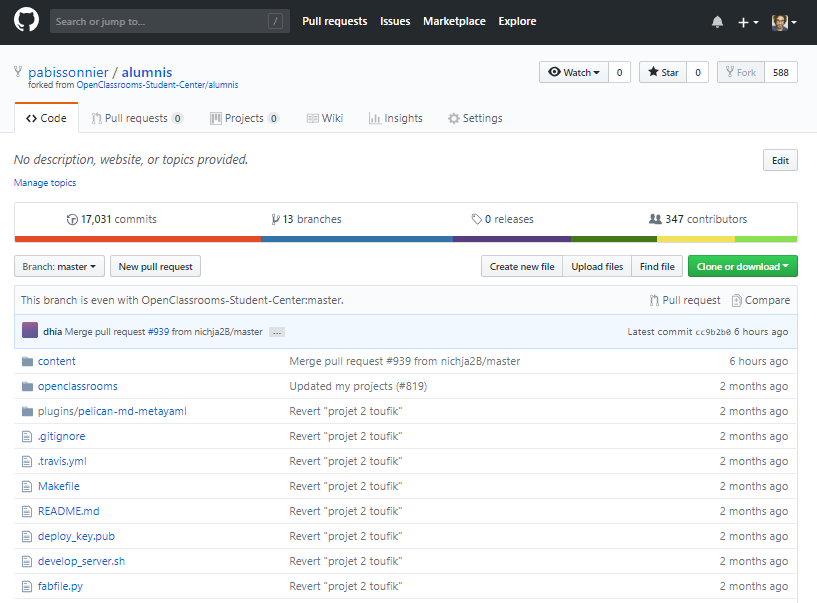 Search or jump to... / Pull requests Issues Marketplace Explore
pabissonnier / alumnis Watch 0 Star 0 Fork 588
forked from OpenClassrooms-Student-Center/alumnis
Code Pull requests 0 Projects 0 Wiki Insights Settings
No description, website, or topics provided. Edit
Manage topics
17,031 commits 13 branches 0 releases 347 contributors
Branch: master New pull request Create new file Upload files Find file Clone or download
This branch is even with OpenClassrooms-Student-Center:master. Pull request Compare
dhia Merge pull request #939 from nichja2B/master ... Latest commit cc9b2b0 6 hours ago
content Merge pull request #939 from nichja2B/master 6 hours ago
openclassrooms Updated my projects (#819) 2 months ago
plugins/pelican-md-metayaml Revert "projet 2 toufik" 2 months ago
.gitignore Revert "projet 2 toufik" 2 months ago
.travis.yml Revert "projet 2 toufik" 2 months ago
Makefile Revert "projet 2 toufik" 2 months ago
README.md Revert "projet 2 toufik" 2 months ago
deploy_key.pub Revert "projet 2 toufik" 2 months ago
develop_server.sh Revert "projet 2 toufik" 2 months ago
fabfile.py Revert "projet 2 toufik" 2 months ago